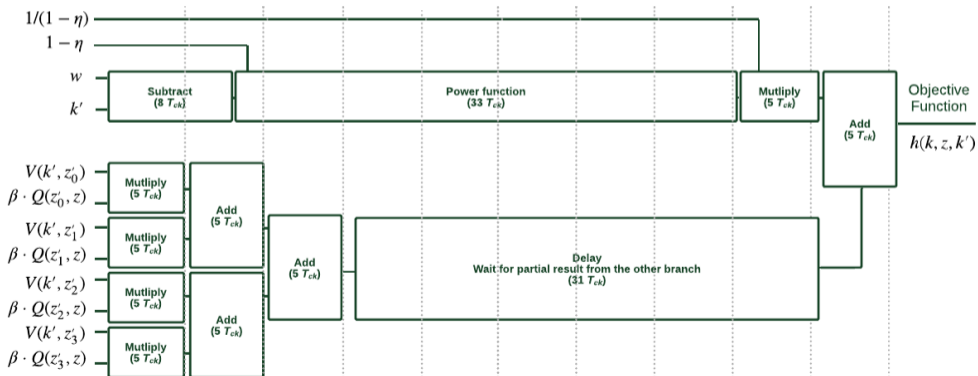 1/(1 − η)
1 − η
w
k′
Subtract
(8 T_ck)
Power function
(33 T_ck)
Mutliply
(5 T_ck)
Add
(5 T_ck)
Objective
Function
h(k, z, k′)
V(k′, z′_0)
β · Q(z′_0, z)
Mutliply
(5 T_ck)
Add
(5 T_ck)
V(k′, z′_1)
β · Q(z′_1, z)
Mutliply
(5 T_ck)
Add
(5 T_ck)
Delay
Wait for partial result from the other branch
(31 T_ck)
V(k′, z′_2)
β · Q(z′_2, z)
Mutliply
(5 T_ck)
Add
(5 T_ck)
V(k′, z′_3)
β · Q(z′_3, z)
Mutliply
(5 T_ck)